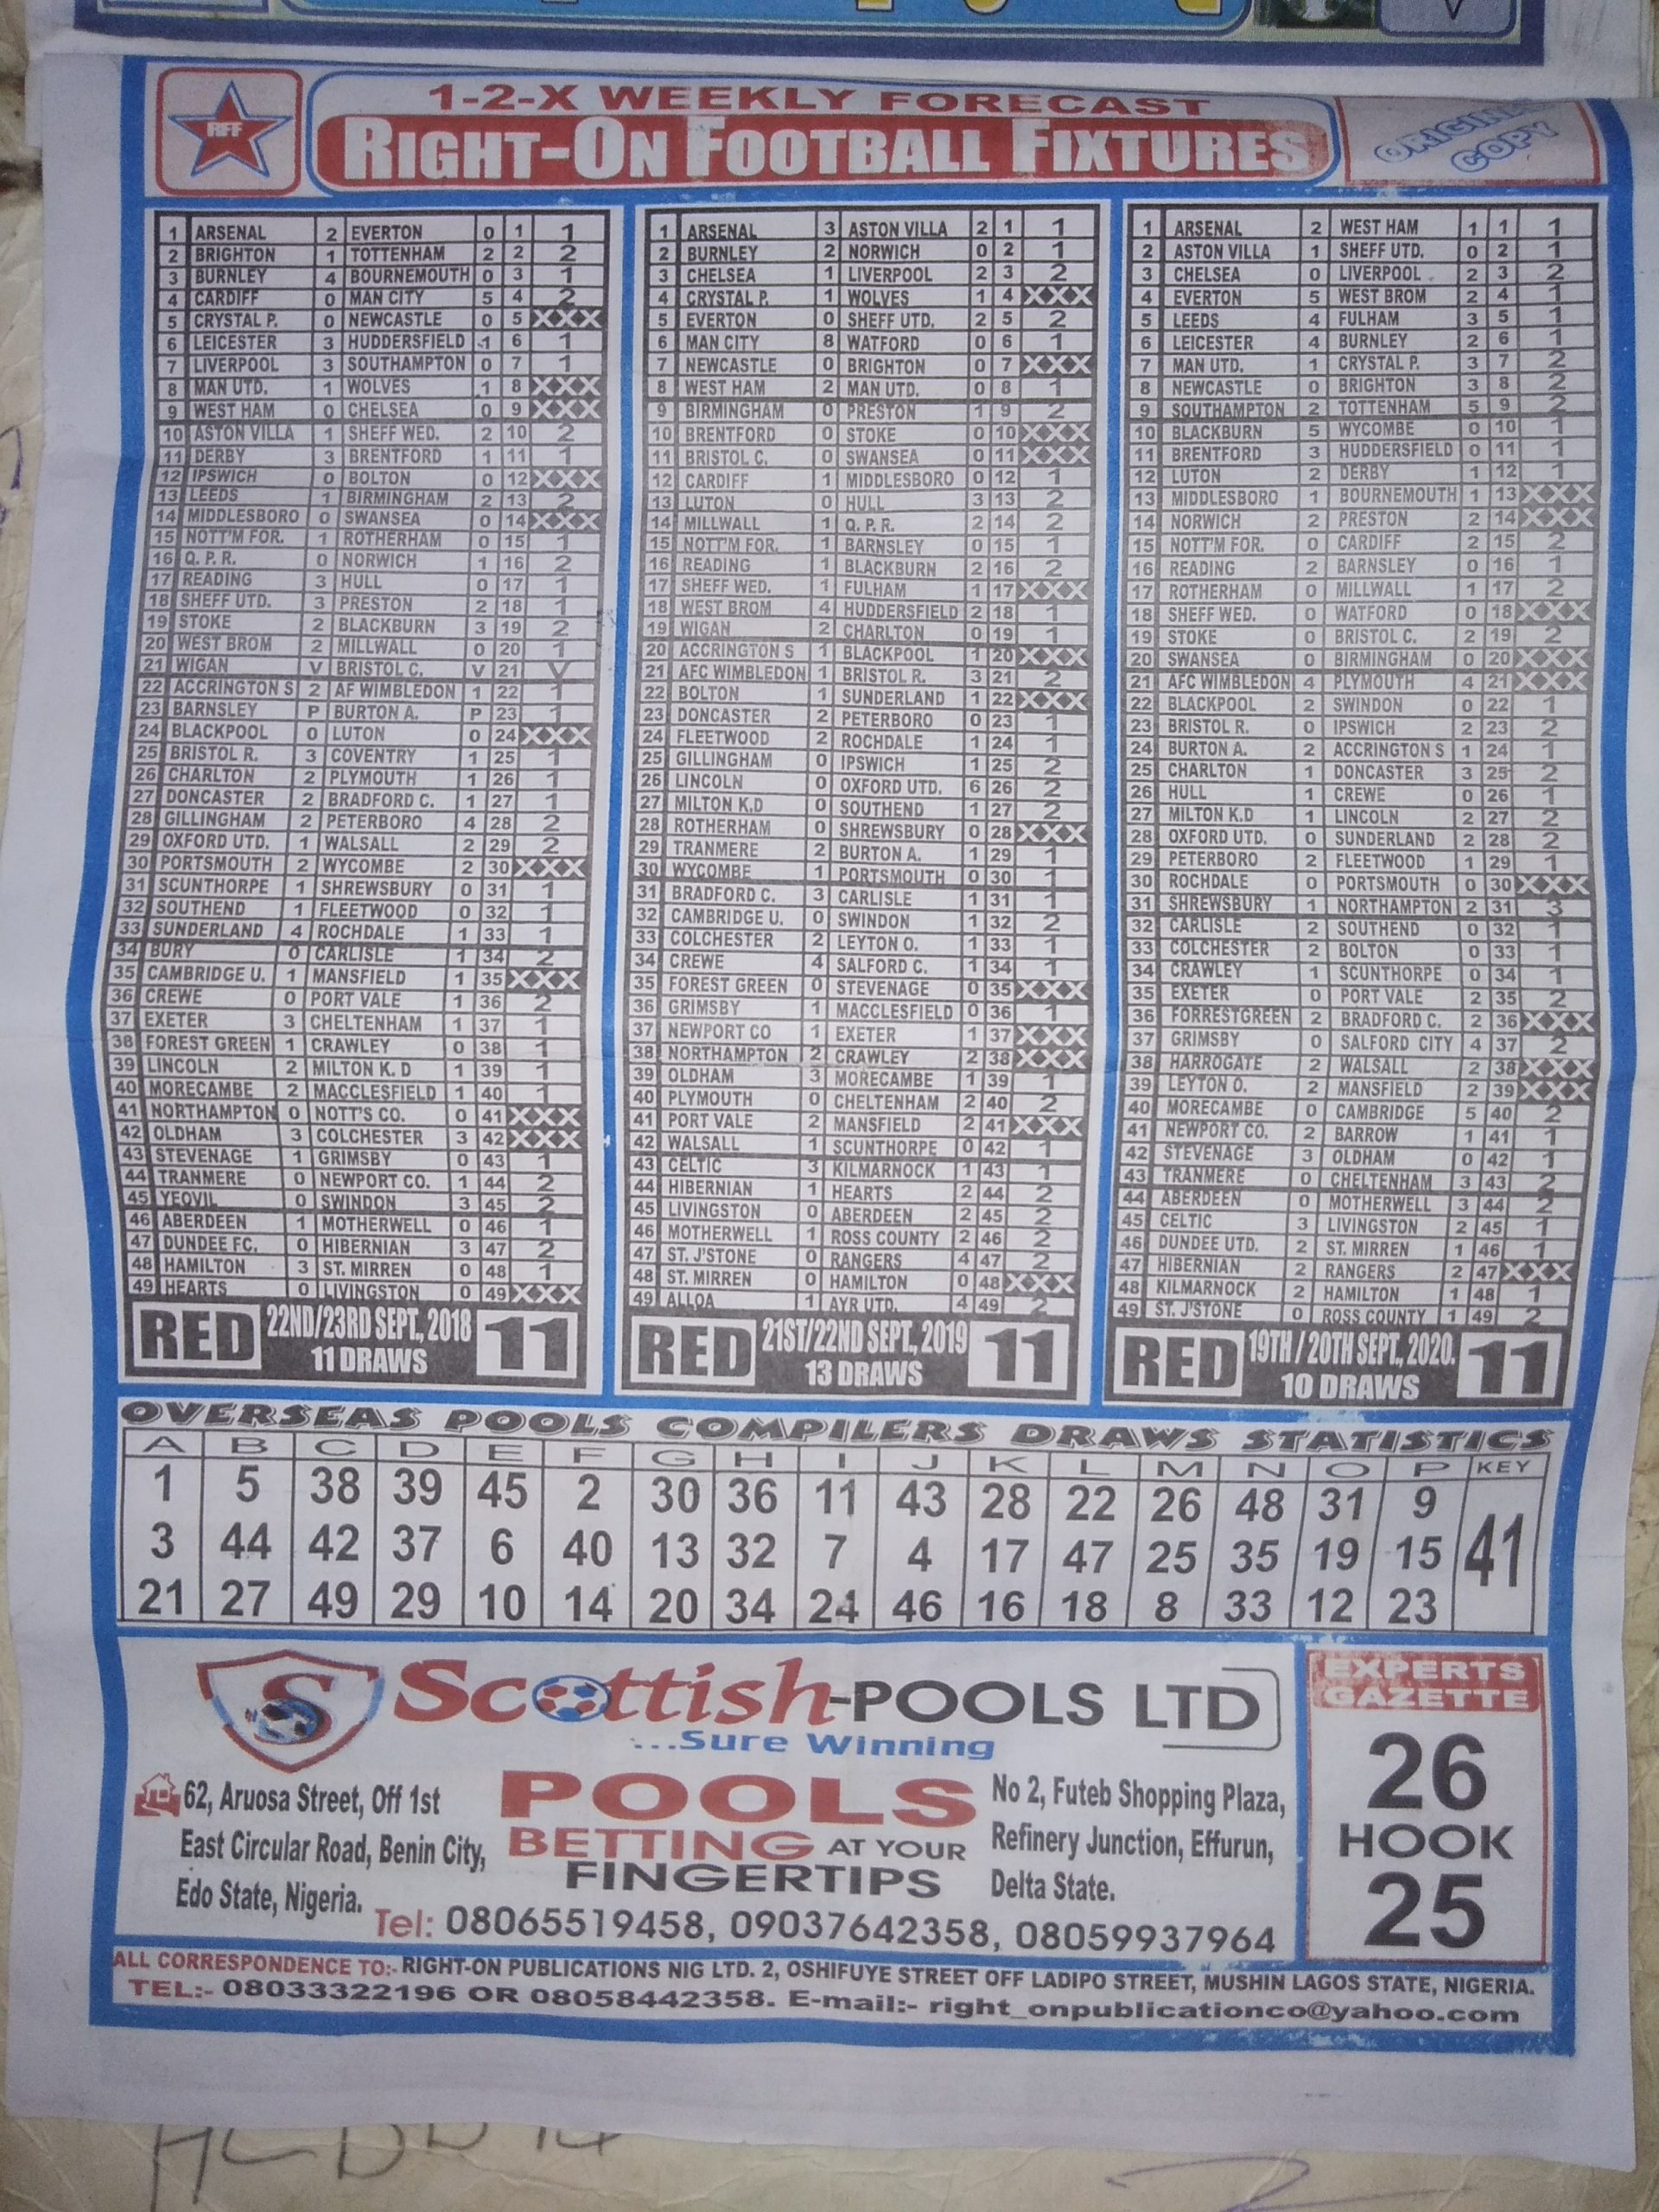 1-2-X WEEKLY FORECAST
RFF
RIGHT-ON FOOTBALL FIXTURES
ORIGINAL COPY
1 ARSENAL 2 EVERTON 0 1 1
2 BRIGHTON 1 TOTTENHAM 2 2 2
3 BURNLEY 4 BOURNEMOUTH 0 3 1
4 CARDIFF 0 MAN CITY 5 4 2
5 CRYSTAL P. 0 NEWCASTLE 0 5 XXX
6 LEICESTER 3 HUDDERSFIELD 1 6 1
7 LIVERPOOL 3 SOUTHAMPTON 0 7 1
8 MAN UTD. 1 WOLVES 1 8 XXX
9 WEST HAM 0 CHELSEA 0 9 XXX
10 ASTON VILLA 1 SHEFF WED. 2 10 2
11 DERBY 3 BRENTFORD 1 11 1
12 IPSWICH 0 BOLTON 0 12 XXX
13 LEEDS 1 BIRMINGHAM 2 13 2
14 MIDDLESBORO 0 SWANSEA 0 14 XXX
15 NOTT'M FOR. 1 ROTHERHAM 0 15 1
16 Q. P. R. 0 NORWICH 1 16 2
17 READING 3 HULL 0 17 1
18 SHEFF UTD. 3 PRESTON 2 18 1
19 STOKE 2 BLACKBURN 3 19 2
20 WEST BROM 2 MILLWALL 0 20 1
21 WIGAN V BRISTOL C. V 21 V
22 ACCRINGTON S 2 AF WIMBLEDON 1 22 1
23 BARNSLEY P BURTON A. P 23 1
24 BLACKPOOL 0 LUTON 0 24 XXX
25 BRISTOL R. 3 COVENTRY 1 25 1
26 CHARLTON 2 PLYMOUTH 1 26 1
27 DONCASTER 2 BRADFORD C. 1 27 1
28 GILLINGHAM 2 PETERBORO 4 28 2
29 OXFORD UTD. 1 WALSALL 2 29 2
30 PORTSMOUTH 2 WYCOMBE 2 30 XXX
31 SCUNTHORPE 1 SHREWSBURY 0 31 1
32 SOUTHEND 1 FLEETWOOD 0 32 1
33 SUNDERLAND 4 ROCHDALE 1 33 1
34 BURY 0 CARLISLE 1 34 2
35 CAMBRIDGE U. 1 MANSFIELD 1 35 XXX
36 CREWE 0 PORT VALE 1 36 2
37 EXETER 3 CHELTENHAM 1 37 1
38 FOREST GREEN 1 CRAWLEY 0 38 1
39 LINCOLN 2 MILTON K. D 1 39 1
40 MORECAMBE 2 MACCLESFIELD 1 40 1
41 NORTHAMPTON 0 NOTT'S CO. 0 41 XXX
42 OLDHAM 3 COLCHESTER 3 42 XXX
43 STEVENAGE 1 GRIMSBY 0 43 1
44 TRANMERE 0 NEWPORT CO. 1 44 2
45 YEOVIL 0 SWINDON 3 45 2
46 ABERDEEN 1 MOTHERWELL 0 46 1
47 DUNDEE FC. 0 HIBERNIAN 3 47 2
48 HAMILTON 3 ST. MIRREN 0 48 1
49 HEARTS 0 LIVINGSTON 0 49 XXX
RED 22ND/23RD SEPT., 2018 11
11 DRAWS
1 ARSENAL 3 ASTON VILLA 2 1 1
2 BURNLEY 2 NORWICH 0 2 1
3 CHELSEA 1 LIVERPOOL 2 3 2
4 CRYSTAL P. 1 WOLVES 1 4 XXX
5 EVERTON 0 SHEFF UTD. 2 5 2
6 MAN CITY 8 WATFORD 0 6 1
7 NEWCASTLE 0 BRIGHTON 0 7 XXX
8 WEST HAM 2 MAN UTD. 0 8 1
9 BIRMINGHAM 0 PRESTON 1 9 2
10 BRENTFORD 0 STOKE 0 10 XXX
11 BRISTOL C. 0 SWANSEA 0 11 XXX
12 CARDIFF 1 MIDDLESBORO 0 12 1
13 LUTON 0 HULL 3 13 2
14 MILLWALL 1 Q. P. R. 2 14 2
15 NOTT'M FOR. 1 BARNSLEY 0 15 1
16 READING 1 BLACKBURN 2 16 2
17 SHEFF WED. 1 FULHAM 1 17 XXX
18 WEST BROM 4 HUDDERSFIELD 2 18 1
19 WIGAN 2 CHARLTON 0 19 1
20 ACCRINGTON S 1 BLACKPOOL 1 20 XXX
21 AFC WIMBLEDON 1 BRISTOL R. 3 21 2
22 BOLTON 1 SUNDERLAND 1 22 XXX
23 DONCASTER 2 PETERBORO 0 23 1
24 FLEETWOOD 2 ROCHDALE 1 24 1
25 GILLINGHAM 0 IPSWICH 1 25 2
26 LINCOLN 0 OXFORD UTD. 6 26 2
27 MILTON K.D 0 SOUTHEND 1 27 2
28 ROTHERHAM 0 SHREWSBURY 0 28 XXX
29 TRANMERE 2 BURTON A. 1 29 1
30 WYCOMBE 1 PORTSMOUTH 0 30 1
31 BRADFORD C. 3 CARLISLE 1 31 1
32 CAMBRIDGE U. 0 SWINDON 1 32 2
33 COLCHESTER 2 LEYTON O. 1 33 1
34 CREWE 4 SALFORD C. 1 34 1
35 FOREST GREEN 0 STEVENAGE 0 35 XXX
36 GRIMSBY 1 MACCLESFIELD 0 36 1
37 NEWPORT CO 1 EXETER 1 37 XXX
38 NORTHAMPTON 2 CRAWLEY 2 38 XXX
39 OLDHAM 3 MORECAMBE 1 39 1
40 PLYMOUTH 0 CHELTENHAM 2 40 2
41 PORT VALE 2 MANSFIELD 2 41 XXX
42 WALSALL 1 SCUNTHORPE 0 42 1
43 CELTIC 3 KILMARNOCK 1 43 1
44 HIBERNIAN 1 HEARTS 2 44 2
45 LIVINGSTON 0 ABERDEEN 2 45 2
46 MOTHERWELL 1 ROSS COUNTY 2 46 2
47 ST. J'STONE 0 RANGERS 4 47 2
48 ST. MIRREN 0 HAMILTON 0 48 XXX
49 ALLOA 1 AYR UTD. 4 49 2
RED 21ST/22ND SEPT., 2019 11
13 DRAWS
1 ARSENAL 2 WEST HAM 1 1 1
2 ASTON VILLA 1 SHEFF UTD. 0 2 1
3 CHELSEA 0 LIVERPOOL 2 3 2
4 EVERTON 5 WEST BROM 2 4 1
5 LEEDS 4 FULHAM 3 5 1
6 LEICESTER 4 BURNLEY 2 6 1
7 MAN UTD. 1 CRYSTAL P. 3 7 2
8 NEWCASTLE 0 BRIGHTON 3 8 2
9 SOUTHAMPTON 2 TOTTENHAM 5 9 2
10 BLACKBURN 5 WYCOMBE 0 10 1
11 BRENTFORD 3 HUDDERSFIELD 0 11 1
12 LUTON 2 DERBY 1 12 1
13 MIDDLESBORO 1 BOURNEMOUTH 1 13 XXX
14 NORWICH 2 PRESTON 2 14 XXX
15 NOTT'M FOR. 0 CARDIFF 2 15 2
16 READING 2 BARNSLEY 0 16 1
17 ROTHERHAM 0 MILLWALL 1 17 2
18 SHEFF WED. 0 WATFORD 0 18 XXX
19 STOKE 0 BRISTOL C. 2 19 2
20 SWANSEA 0 BIRMINGHAM 0 20 XXX
21 AFC WIMBLEDON 4 PLYMOUTH 4 21 XXX
22 BLACKPOOL 2 SWINDON 0 22 1
23 BRISTOL R. 0 IPSWICH 2 23 2
24 BURTON A. 2 ACCRINGTON S 1 24 1
25 CHARLTON 1 DONCASTER 3 25 2
26 HULL 1 CREWE 0 26 1
27 MILTON K.D 1 LINCOLN 2 27 2
28 OXFORD UTD. 0 SUNDERLAND 2 28 2
29 PETERBORO 2 FLEETWOOD 1 29 1
30 ROCHDALE 0 PORTSMOUTH 0 30 XXX
31 SHREWSBURY 1 NORTHAMPTON 2 31 3
32 CARLISLE 2 SOUTHEND 0 32 1
33 COLCHESTER 2 BOLTON 0 33 1
34 CRAWLEY 1 SCUNTHORPE 0 34 1
35 EXETER 0 PORT VALE 2 35 2
36 FORRESTGREEN 2 BRADFORD C. 2 36 XXX
37 GRIMSBY 0 SALFORD CITY 4 37 2
38 HARROGATE 2 WALSALL 2 38 XXX
39 LEYTON O. 2 MANSFIELD 2 39 XXX
40 MORECAMBE 0 CAMBRIDGE 5 40 2
41 NEWPORT CO. 2 BARROW 1 41 1
42 STEVENAGE 3 OLDHAM 0 42 1
43 TRANMERE 0 CHELTENHAM 3 43 2
44 ABERDEEN 0 MOTHERWELL 3 44 2
45 CELTIC 3 LIVINGSTON 2 45 1
46 DUNDEE UTD. 2 ST. MIRREN 1 46 1
47 HIBERNIAN 2 RANGERS 2 47 XXX
48 KILMARNOCK 2 HAMILTON 1 48 1
49 ST. J'STONE 0 ROSS COUNTY 1 49 2
RED 19TH / 20TH SEPT., 2020. 11
10 DRAWS
OVERSEAS POOLS COMPILERS DRAWS STATISTICS
A B C D E F G H I J K L M N O P KEY
1 5 38 39 45 2 30 36 11 43 28 22 26 48 31 9
3 44 42 37 6 40 13 32 7 4 17 47 25 35 19 15 41
21 27 49 29 10 14 20 34 24 46 16 18 8 33 12 23
S Scottish-POOLS LTD
...Sure Winning
62, Aruosa Street, Off 1st
East Circular Road, Benin City,
Edo State, Nigeria.
POOLS
BETTING AT YOUR
FINGERTIPS
No 2, Futeb Shopping Plaza,
Refinery Junction, Effurun,
Delta State.
Tel: 08065519458, 09037642358, 08059937964
EXPERTS
GAZETTE
26
HOOK
25
ALL CORRESPONDENCE TO:- RIGHT-ON PUBLICATIONS NIG LTD. 2, OSHIFUYE STREET OFF LADIPO STREET, MUSHIN LAGOS STATE, NIGERIA.
TEL:- 08033322196 OR 08058442358. E-mail:- right_onpublicationco@yahoo.com